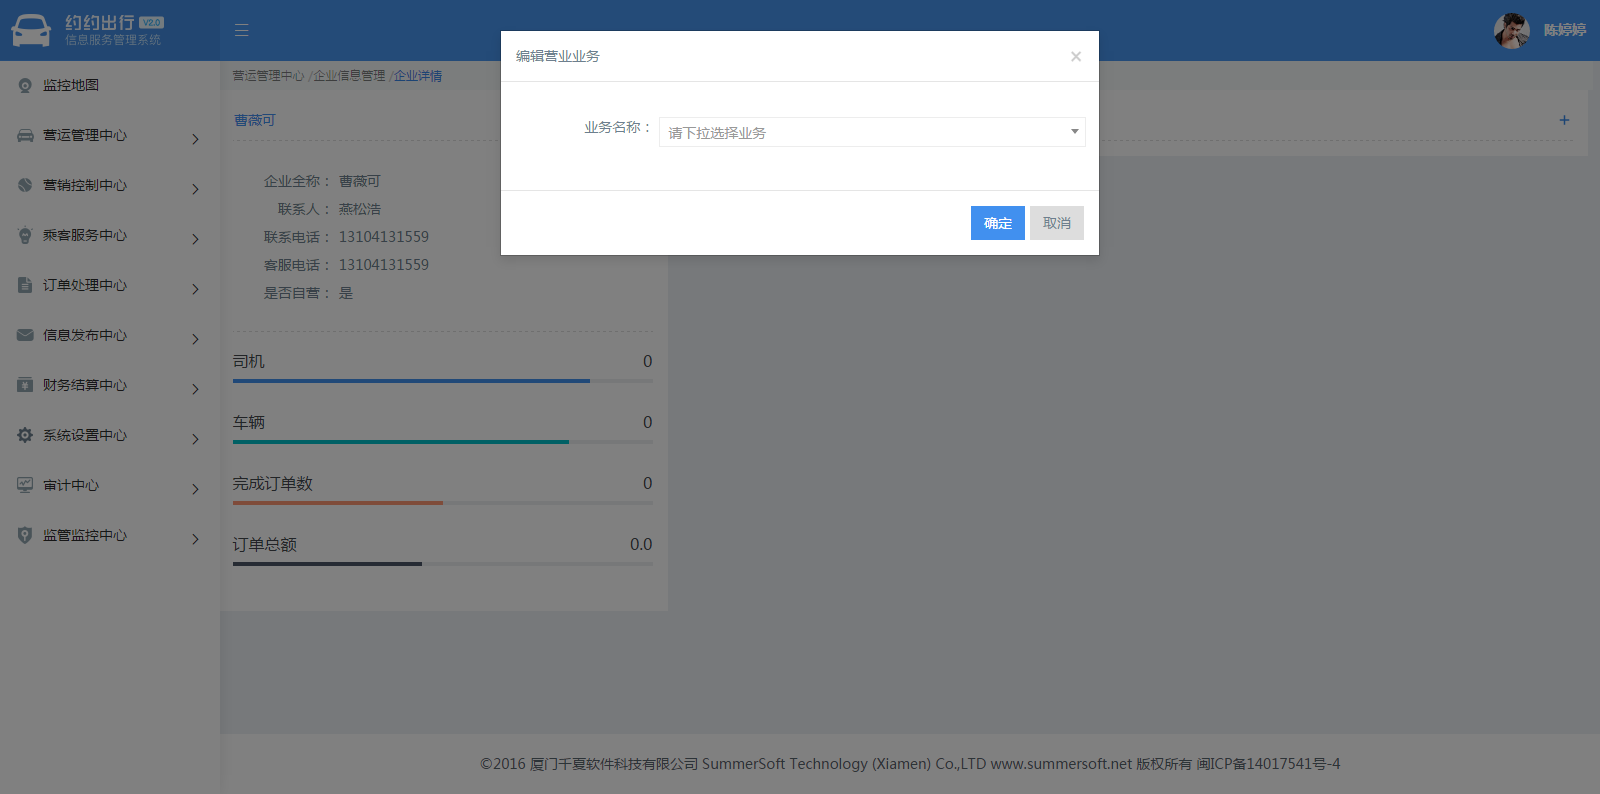 约约出行 V2.0
信息服务管理系统
陈婷婷
监控地图
营运管理中心
营销控制中心
乘客服务中心
订单处理中心
信息发布中心
财务结算中心
系统设置中心
审计中心
监管监控中心
营运管理中心 /企业信息管理 /企业详情
曹薇可
+
企业全称： 曹薇可
联系人： 燕松浩
联系电话： 13104131559
客服电话： 13104131559
是否自营： 是
司机 0
车辆 0
完成订单数 0
订单总额 0.0
编辑营业业务 ×
业务名称： 请下拉选择业务
确定 取消
©2016 厦门千夏软件科技有限公司 SummerSoft Technology (Xiamen) Co.,LTD www.summersoft.net 版权所有 闽ICP备14017541号-4